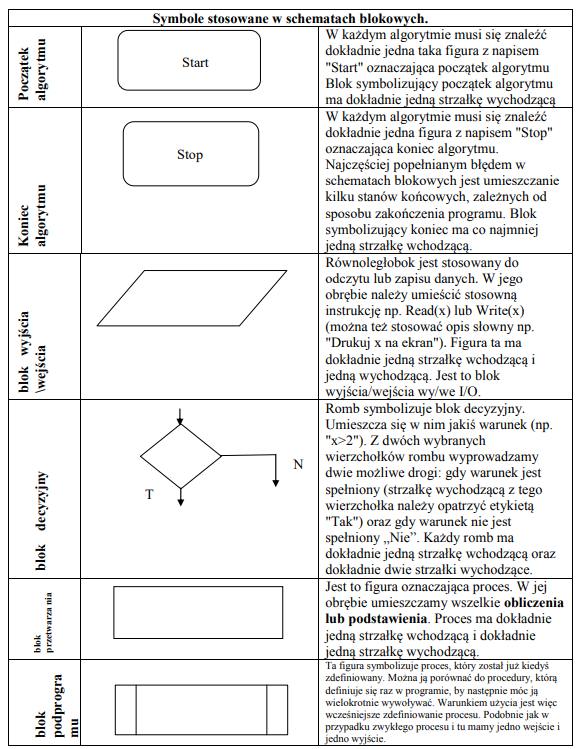 Symbole stosowane w schematach blokowych.
Początek
algorytmu
Start
W każdym algorytmie musi się znaleźć
dokładnie jedna taka figura z napisem
"Start" oznaczająca początek algorytmu
Blok symbolizujący początek algorytmu
ma dokładnie jedną strzałkę wychodzącą
Koniec
algorytmu
Stop
W każdym algorytmie musi się znaleźć
dokładnie jedna figura z napisem "Stop"
oznaczająca koniec algorytmu.
Najczęściej popełnianym błędem w
schematach blokowych jest umieszczanie
kilku stanów końcowych, zależnych od
sposobu zakończenia programu. Blok
symbolizujący koniec ma co najmniej
jedną strzałkę wchodzącą.
blok wyjścia
\wejścia
Równoległobok jest stosowany do
odczytu lub zapisu danych. W jego
obrębie należy umieścić stosowną
instrukcję np. Read(x) lub Write(x)
(można też stosować opis słowny np.
"Drukuj x na ekran"). Figura ta ma
dokładnie jedną strzałkę wchodzącą i
jedną wychodzącą. Jest to blok
wyjścia/wejścia wy/we I/O.
blok decyzyjny
T
N
Romb symbolizuje blok decyzyjny.
Umieszcza się w nim jakiś warunek (np.
"x>2"). Z dwóch wybranych
wierzchołków rombu wyprowadzamy
dwie możliwe drogi: gdy warunek jest
spełniony (strzałkę wychodzącą z tego
wierzchołka należy opatrzyć etykietą
"Tak") oraz gdy warunek nie jest
spełniony „Nie”. Każdy romb ma
dokładnie jedną strzałkę wchodzącą oraz
dokładnie dwie strzałki wychodzące.
blok
przetwarza nia
Jest to figura oznaczająca proces. W jej
obrębie umieszczamy wszelkie obliczenia
lub podstawienia. Proces ma dokładnie
jedną strzałkę wchodzącą i dokładnie
jedną strzałkę wychodzącą.
blok
podprogra
mu
Ta figura symbolizuje proces, który został już kiedyś
zdefiniowany. Można ją porównać do procedury, którą
definiuje się raz w programie, by następnie móc ją
wielokrotnie wywoływać. Warunkiem użycia jest więc
wcześniejsze zdefiniowanie procesu. Podobnie jak w
przypadku zwykłego procesu i tu mamy jedno wejście i
jedno wyjście.